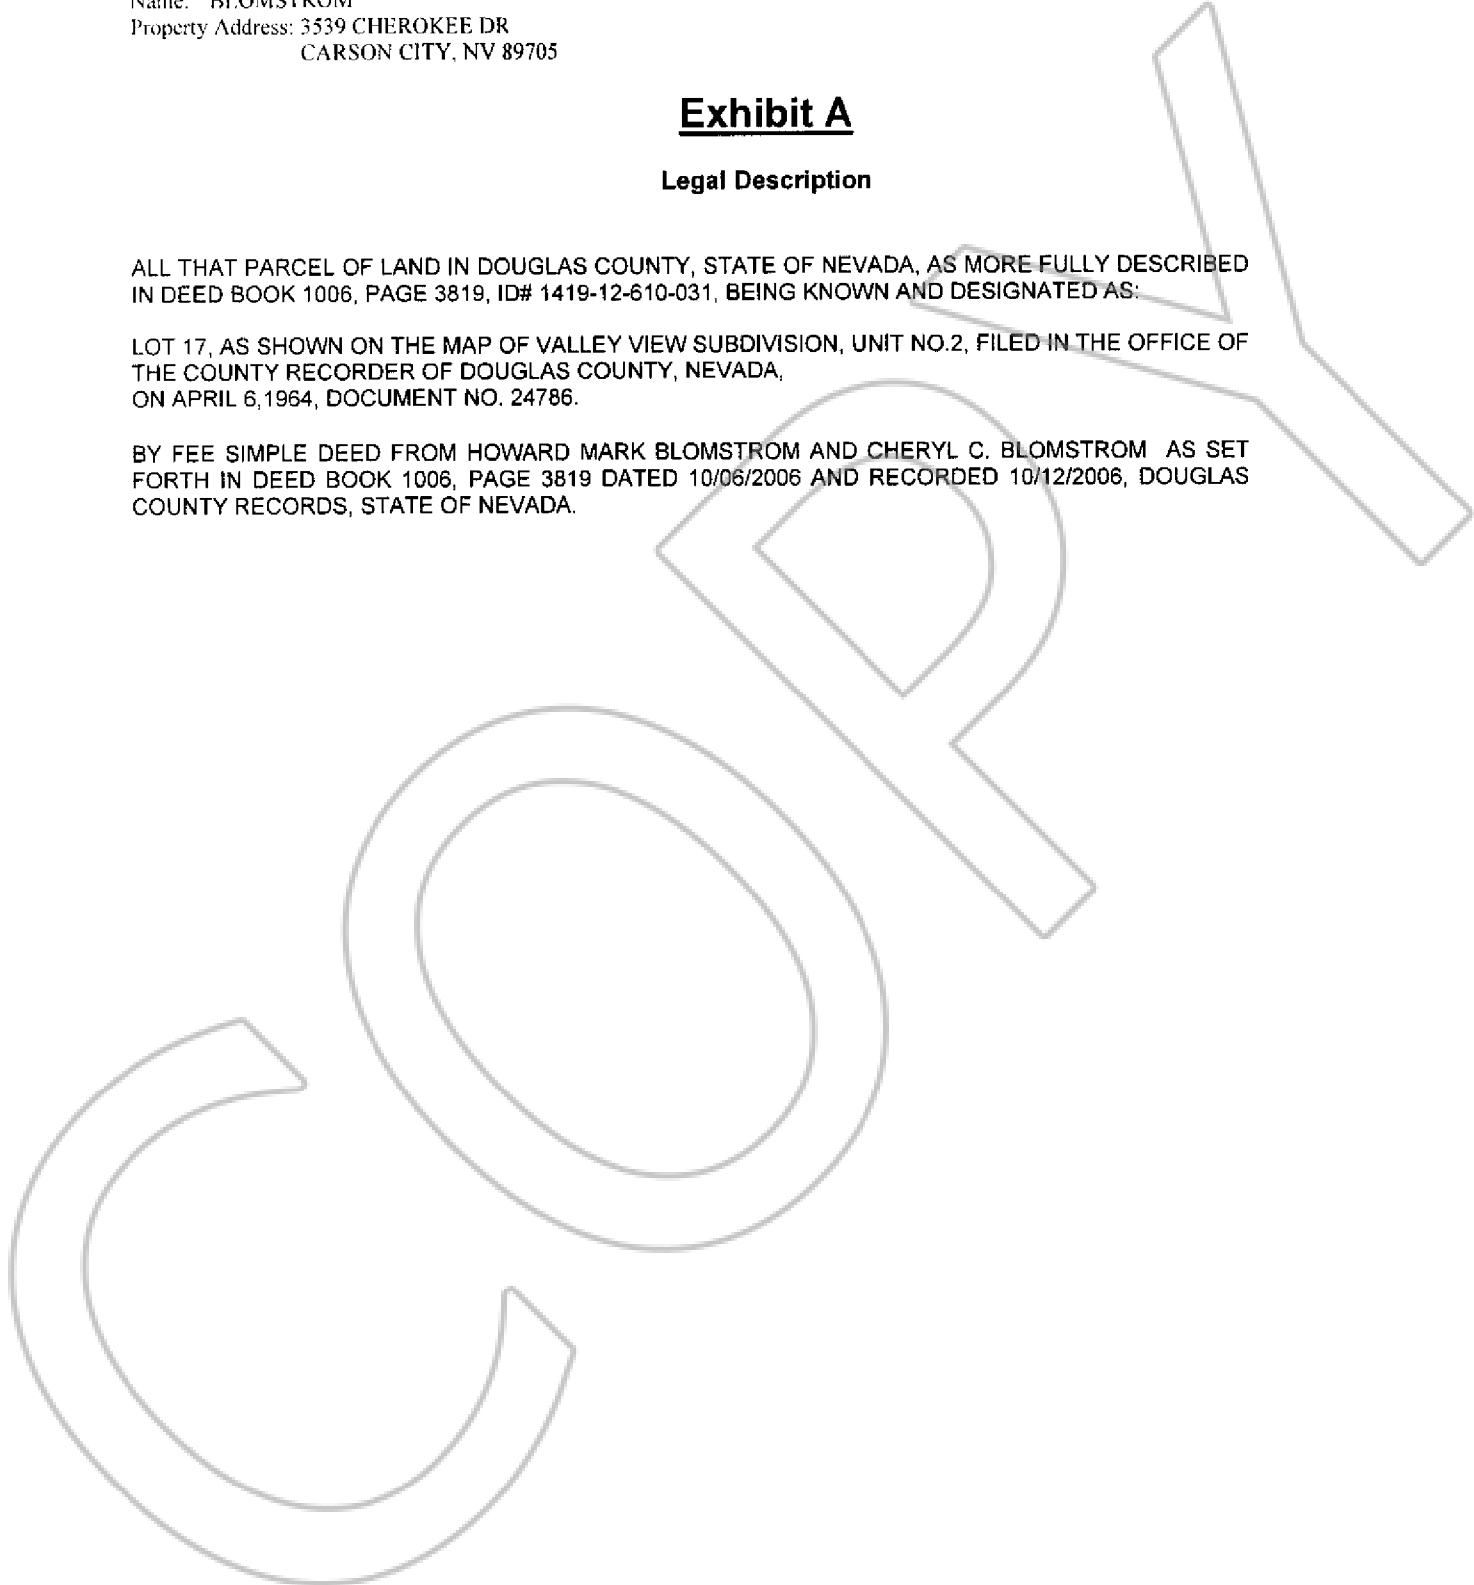 Name: BLOMSTROM
Property Address: 3539 CHEROKEE DR
CARSON CITY, NV 89705
Exhibit A
Legal Description
ALL THAT PARCEL OF LAND IN DOUGLAS COUNTY, STATE OF NEVADA, AS MORE FULLY DESCRIBED
IN DEED BOOK 1006, PAGE 3819, ID# 1419-12-610-031, BEING KNOWN AND DESIGNATED AS:
LOT 17, AS SHOWN ON THE MAP OF VALLEY VIEW SUBDIVISION, UNIT NO.2, FILED IN THE OFFICE OF
THE COUNTY RECORDER OF DOUGLAS COUNTY, NEVADA,
ON APRIL 6,1964, DOCUMENT NO. 24786.
BY FEE SIMPLE DEED FROM HOWARD MARK BLOMSTROM AND CHERYL C. BLOMSTROM AS SET
FORTH IN DEED BOOK 1006, PAGE 3819 DATED 10/06/2006 AND RECORDED 10/12/2006, DOUGLAS
COUNTY RECORDS, STATE OF NEVADA.
COPY